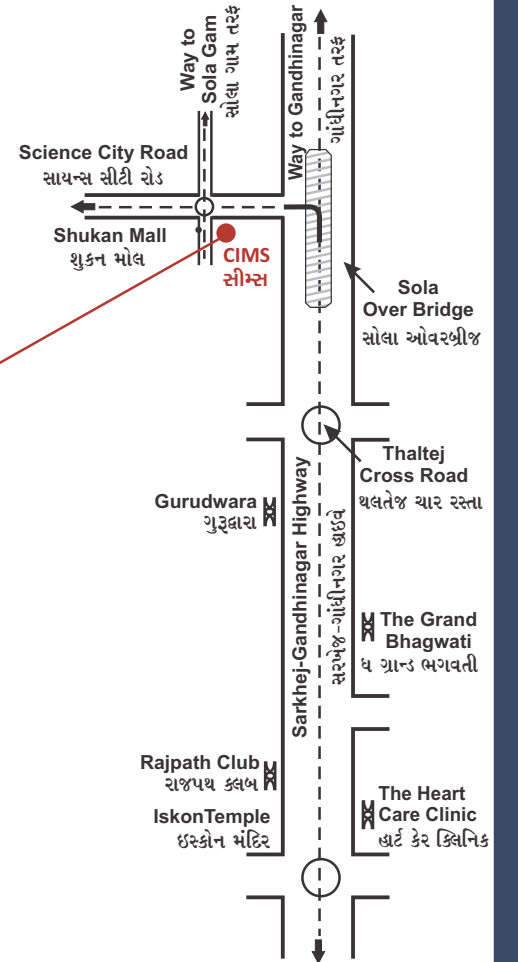 Way to
Sola Gam
સોલા ગામ તરફ
Way to Gandhinagar
ગાંધીનગર તરફ
Science City Road
સાયન્સ સીટી રોડ
Shukan Mall
શુકન મોલ
CIMS
સીમ્સ
Sola
Over Bridge
સોલા ઓવરબ્રીજ
Thaltej
Cross Road
થલતેજ ચાર રસ્તા
Gurudwara
ગુરૂદ્વારા
Sarkhej-Gandhinagar Highway
સરખેજ-ગાંધીનગર હાઇવે
The Grand
Bhagwati
ધ ગ્રાન્ડ ભગવતી
Rajpath Club
રાજપથ ક્લબ
IskonTemple
ઇસ્કોન મંદિર
The Heart
Care Clinic
હાર્ટ કેર ક્લિનિક